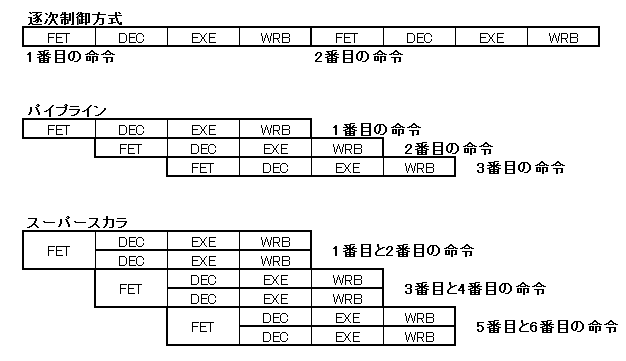 逐次制御方式
FET DEC EXE WRB FET DEC EXE WRB
1番目の命令 2番目の命令
パイプライン
FET DEC EXE WRB 1番目の命令
FET DEC EXE WRB 2番目の命令
FET DEC EXE WRB 3番目の命令
スーパースカラ
FET DEC EXE WRB 1番目と2番目の命令
DEC EXE WRB
FET DEC EXE WRB 3番目と4番目の命令
DEC EXE WRB
FET DEC EXE WRB 5番目と6番目の命令
DEC EXE WRB